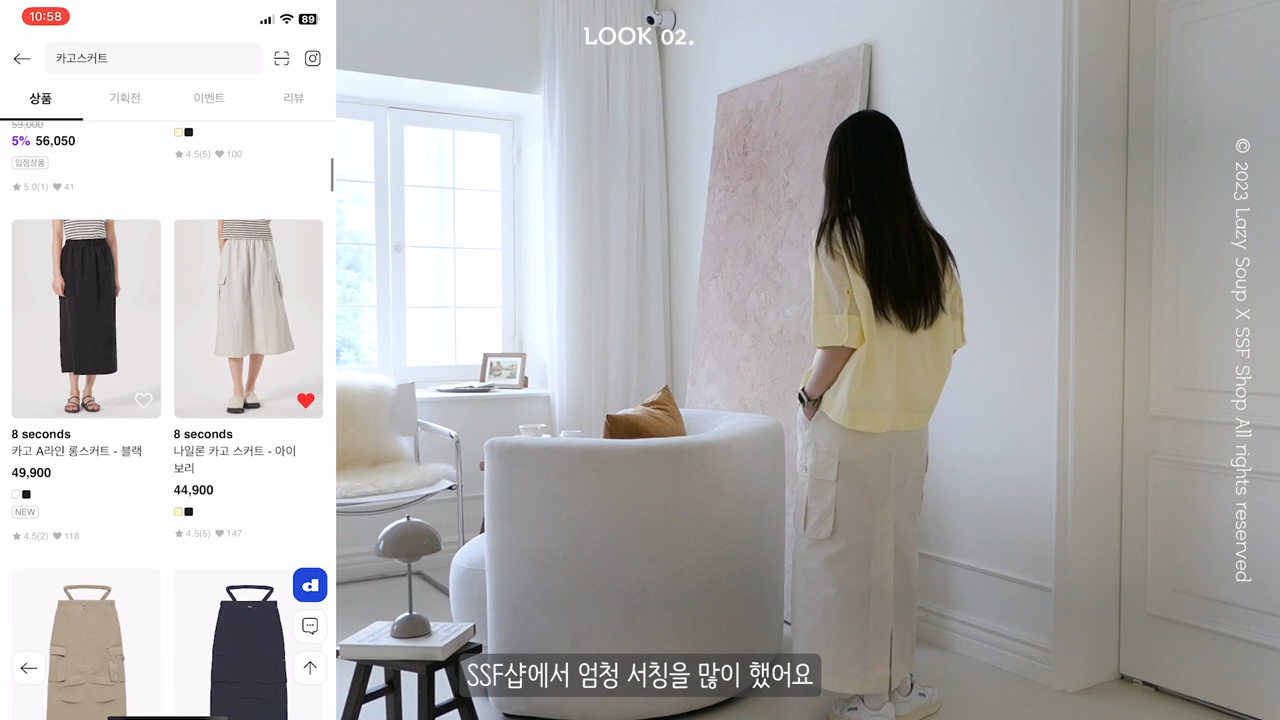 10:58
89
카고스커트
상품
기획전
이벤트
리뷰
59,000
5% 56,050
입점상품
5.0(1) 41
4.5(5) 100
8 seconds
카고 A라인 롱스커트 - 블랙
49,900
NEW
4.5(2) 118
8 seconds
나일론 카고 스커트 - 아이
보리
44,900
4.5(5) 147
LOOK 02.
© 2023 Lazy Soup X SSF Shop All rights reserved
SSF샵에서 엄청 서칭을 많이 했어요